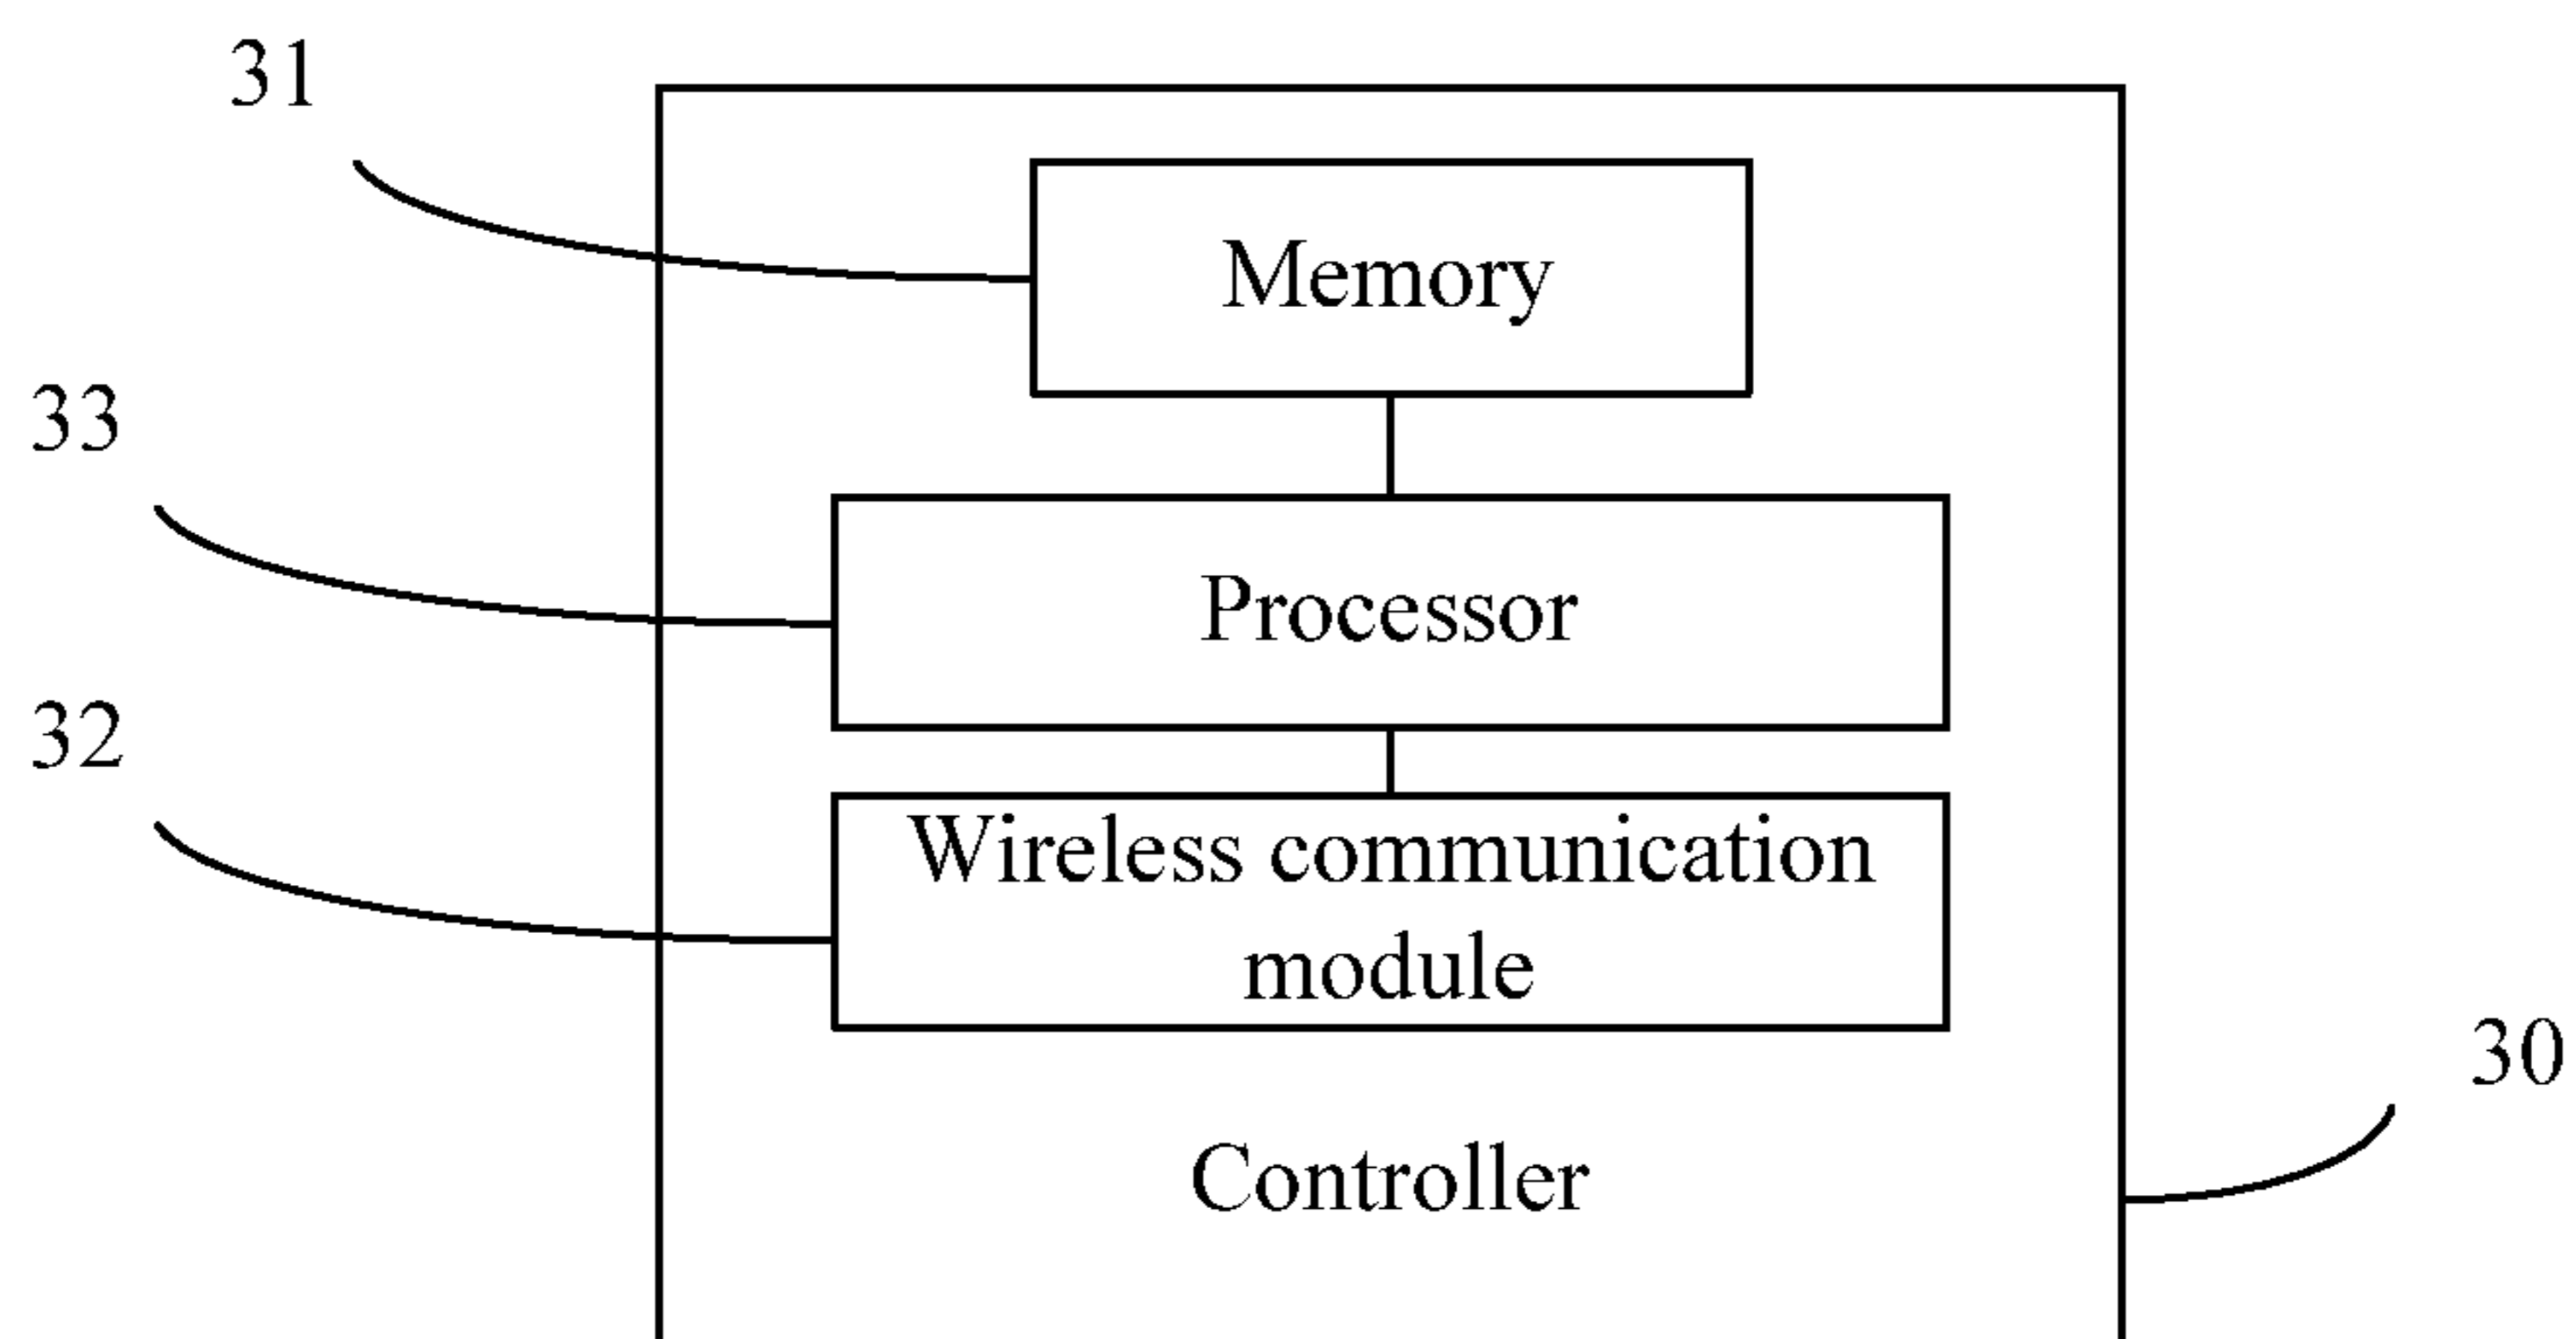 31
Memory
33
Processor
32
Wireless communication
module
30
Controller